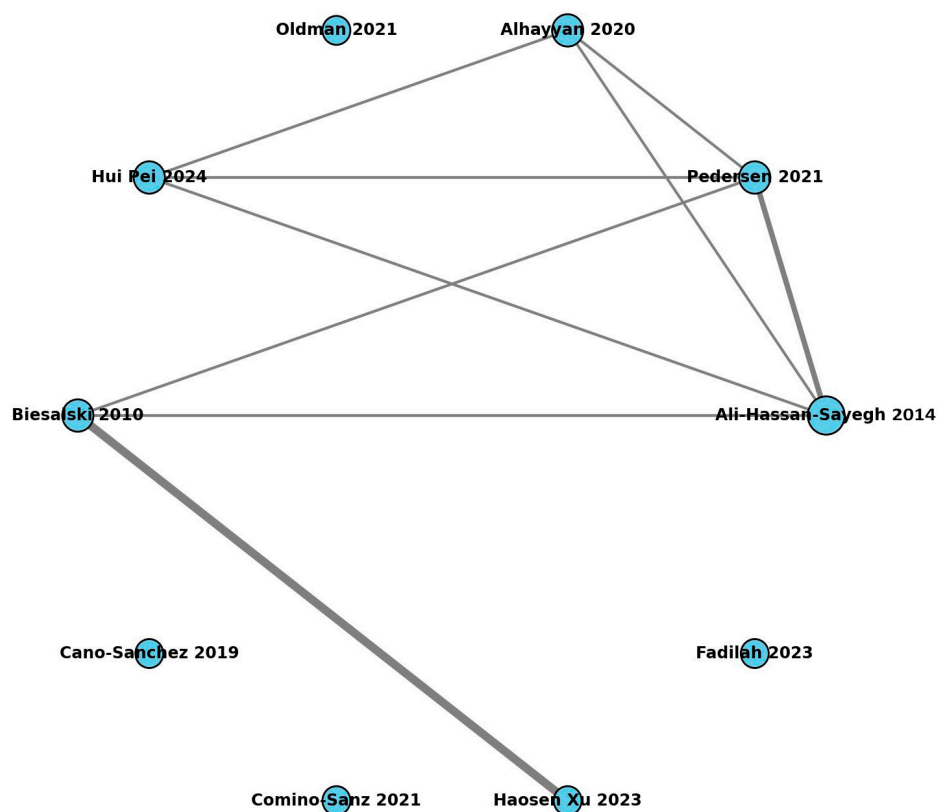 Oldman 2021
Alhayyan 2020
Hui Pei 2024
Pedersen 2021
Biesalski 2010
Ali-Hassan-Sayegh 2014
Cano-Sanchez 2019
Fadilah 2023
Comino-Sanz 2021
Haosen Xu 2023